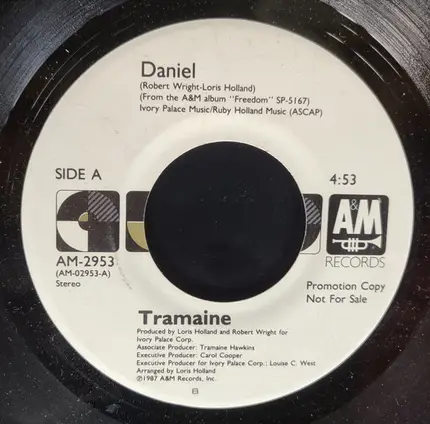 Daniel
(Robert Wright-Loris Holland)
(From the A&M album "Freedom" SP-5167)
Ivory Palace Music/Ruby Holland Music (ASCAP)
SIDE A
4:53
A&M
RECORDS
AM-2953
(AM-02953-A)
Stereo
Promotion Copy
Not For Sale
Tramaine
Produced by Loris Holland and Robert Wright for
Ivory Palace Corp.
Associate Producer: Tramaine Hawkins
Executive Producer: Carol Cooper
Executive Producer for Ivory Palace Corp.: Louise C. West
Arranged by Loris Holland
℗1987 A&M Records, Inc.